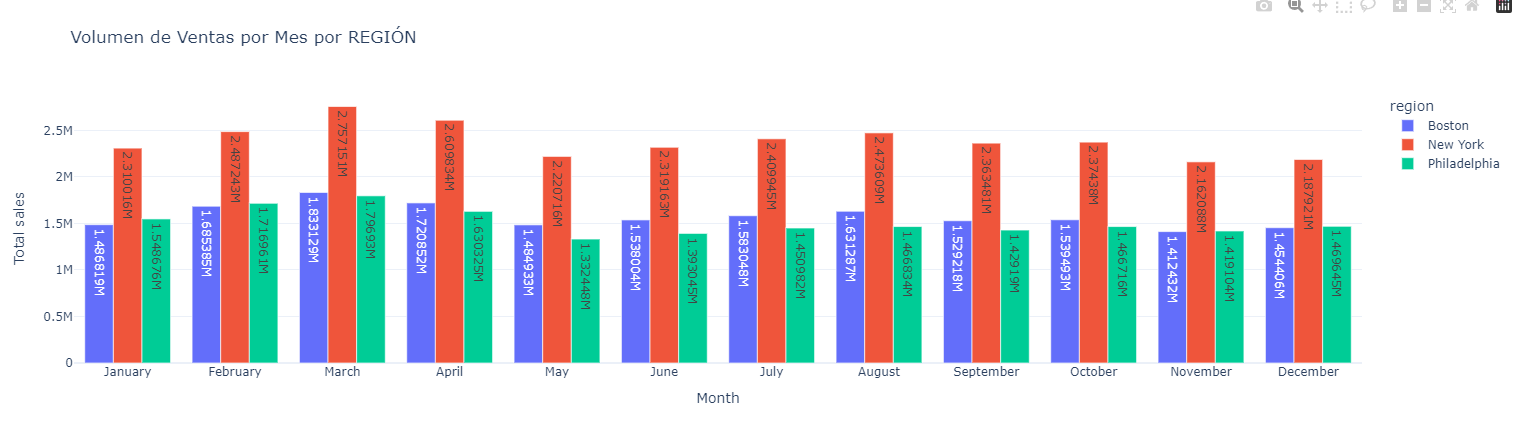 Volumen de Ventas por Mes por REGIÓN
region
Boston
New York
Philadelphia
Total sales
2.5M
2M
1.5M
1M
0.5M
0
1.486819M
2.310016M
1.548676M
1.685385M
2.487243M
1.716961M
1.833129M
2.757151M
1.79693M
1.720852M
2.609834M
1.630325M
1.484933M
2.220716M
1.332448M
1.538004M
2.319163M
1.393045M
1.583048M
2.409945M
1.450982M
1.631287M
2.473609M
1.466834M
1.529218M
2.363481M
1.42919M
1.539493M
2.37438M
1.466716M
1.412432M
2.162088M
1.419104M
1.454406M
2.187921M
1.469645M
January
February
March
April
May
June
July
August
September
October
November
December
Month